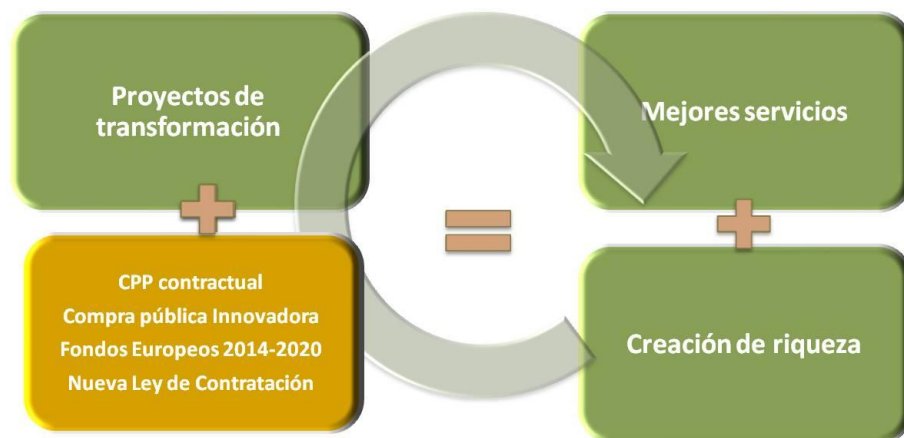 Proyectos de
transformación
CPP contractual
Compra pública Innovadora
Fondos Europeos 2014-2020
Nueva Ley de Contratación
Mejores servicios
Creación de riqueza